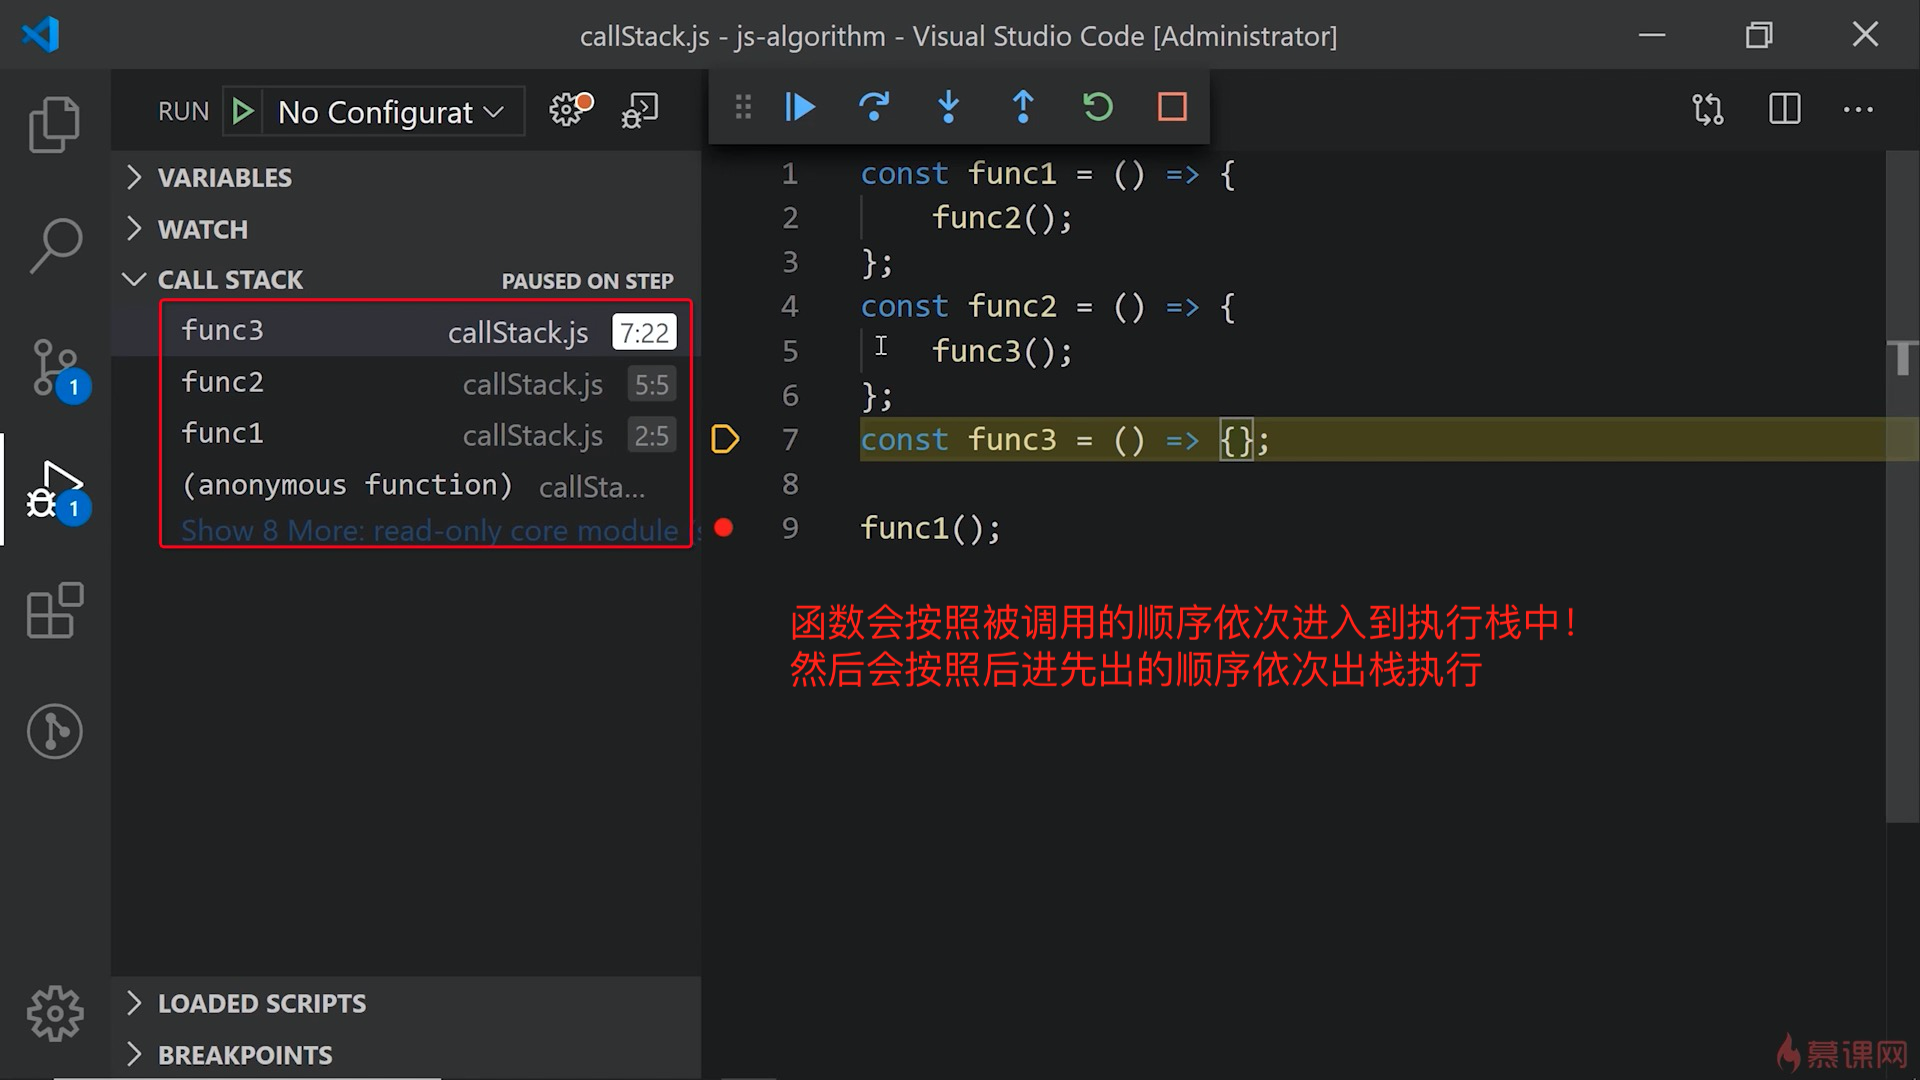 callStack.js - js-algorithm - Visual Studio Code [Administrator]
RUN
No Configurat
VARIABLES
WATCH
CALL STACK PAUSED ON STEP
func3 callStack.js 7:22
func2 callStack.js 5:5
func1 callStack.js 2:5
(anonymous function) callSta...
Show 8 More: read-only core module
1
1
LOADED SCRIPTS
BREAKPOINTS
1 const func1 = () => {
2 func2();
3 };
4 const func2 = () => {
5 func3();
6 };
7 const func3 = () => {};
8
9 func1();
函数会按照被调用的顺序依次进入到执行栈中！
然后会按照后进先出的顺序依次出栈执行
慕课网